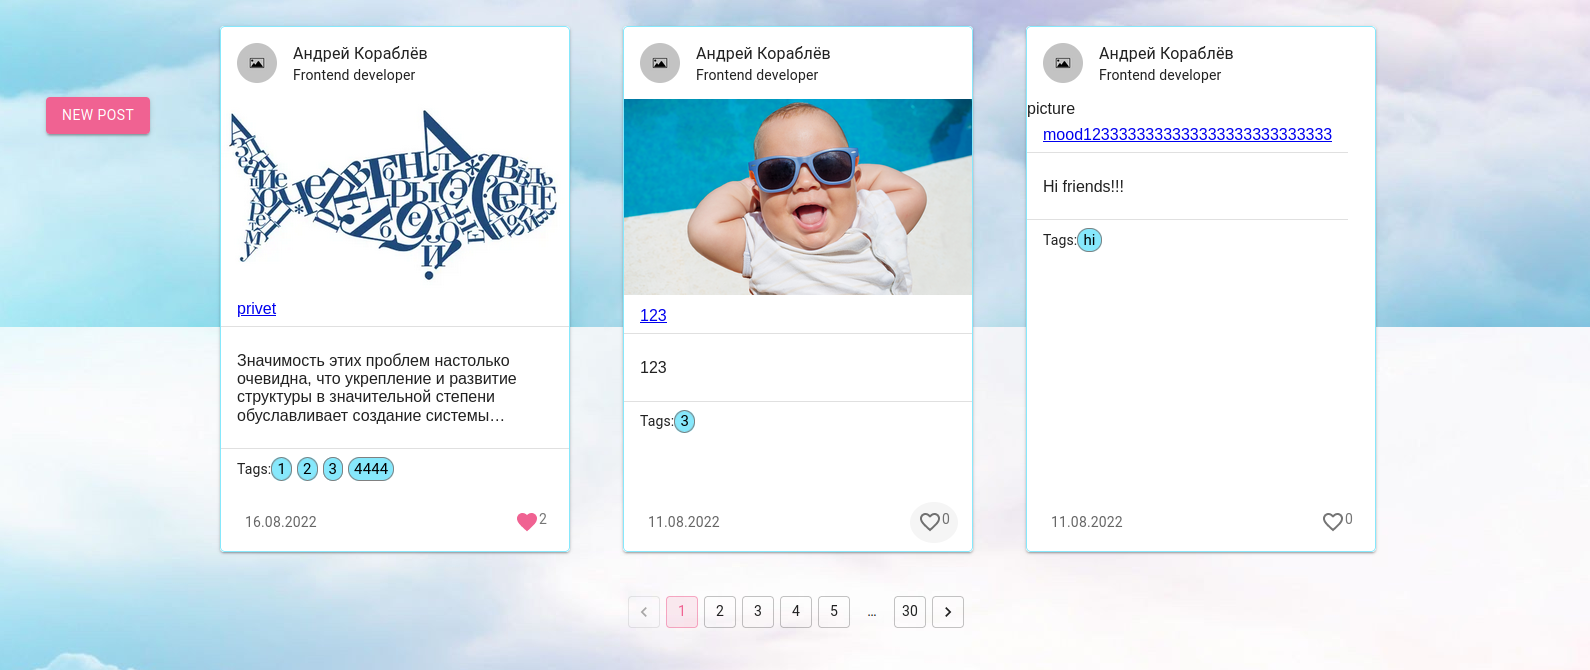 NEW POST
Андрей Кораблёв
Frontend developer
privet
Значимость этих проблем настолько
очевидна, что укрепление и развитие
структуры в значительной степени
обуславливает создание системы…
Tags: 1 2 3 4444
16.08.2022 2
Андрей Кораблёв
Frontend developer
123
123
Tags: 3
11.08.2022 0
Андрей Кораблёв
Frontend developer
picture
mood1233333333333333333333333333
Hi friends!!!
Tags: hi
11.08.2022 0
1 2 3 4 5 … 30